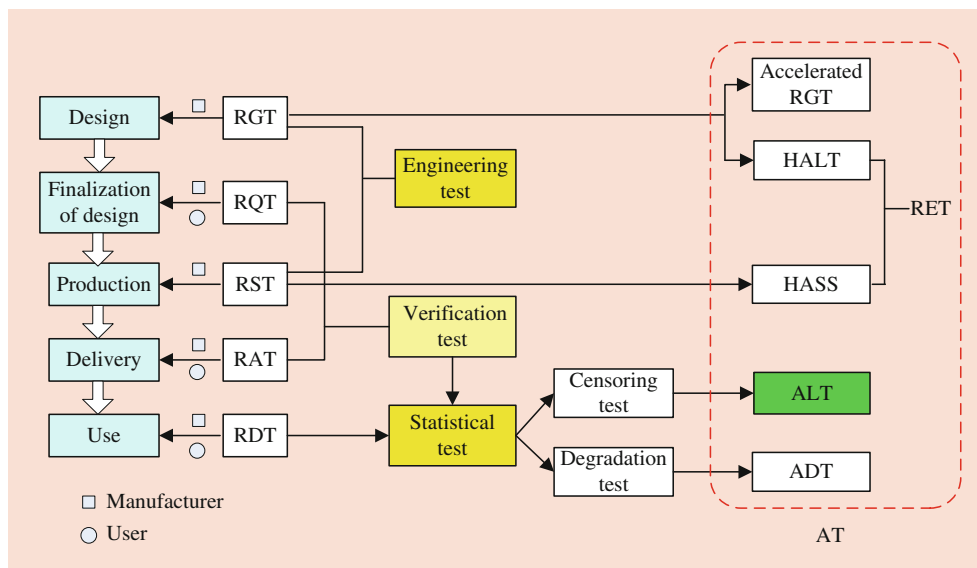 Accelerated
RGT
Design
RGT
Engineering
test
HALT
Finalization
of design
RQT
RET
Production
RST
HASS
Verification
test
Delivery
RAT
Censoring
test
ALT
Use
RDT
Statistical
test
Degradation
test
ADT
Manufacturer
User
AT